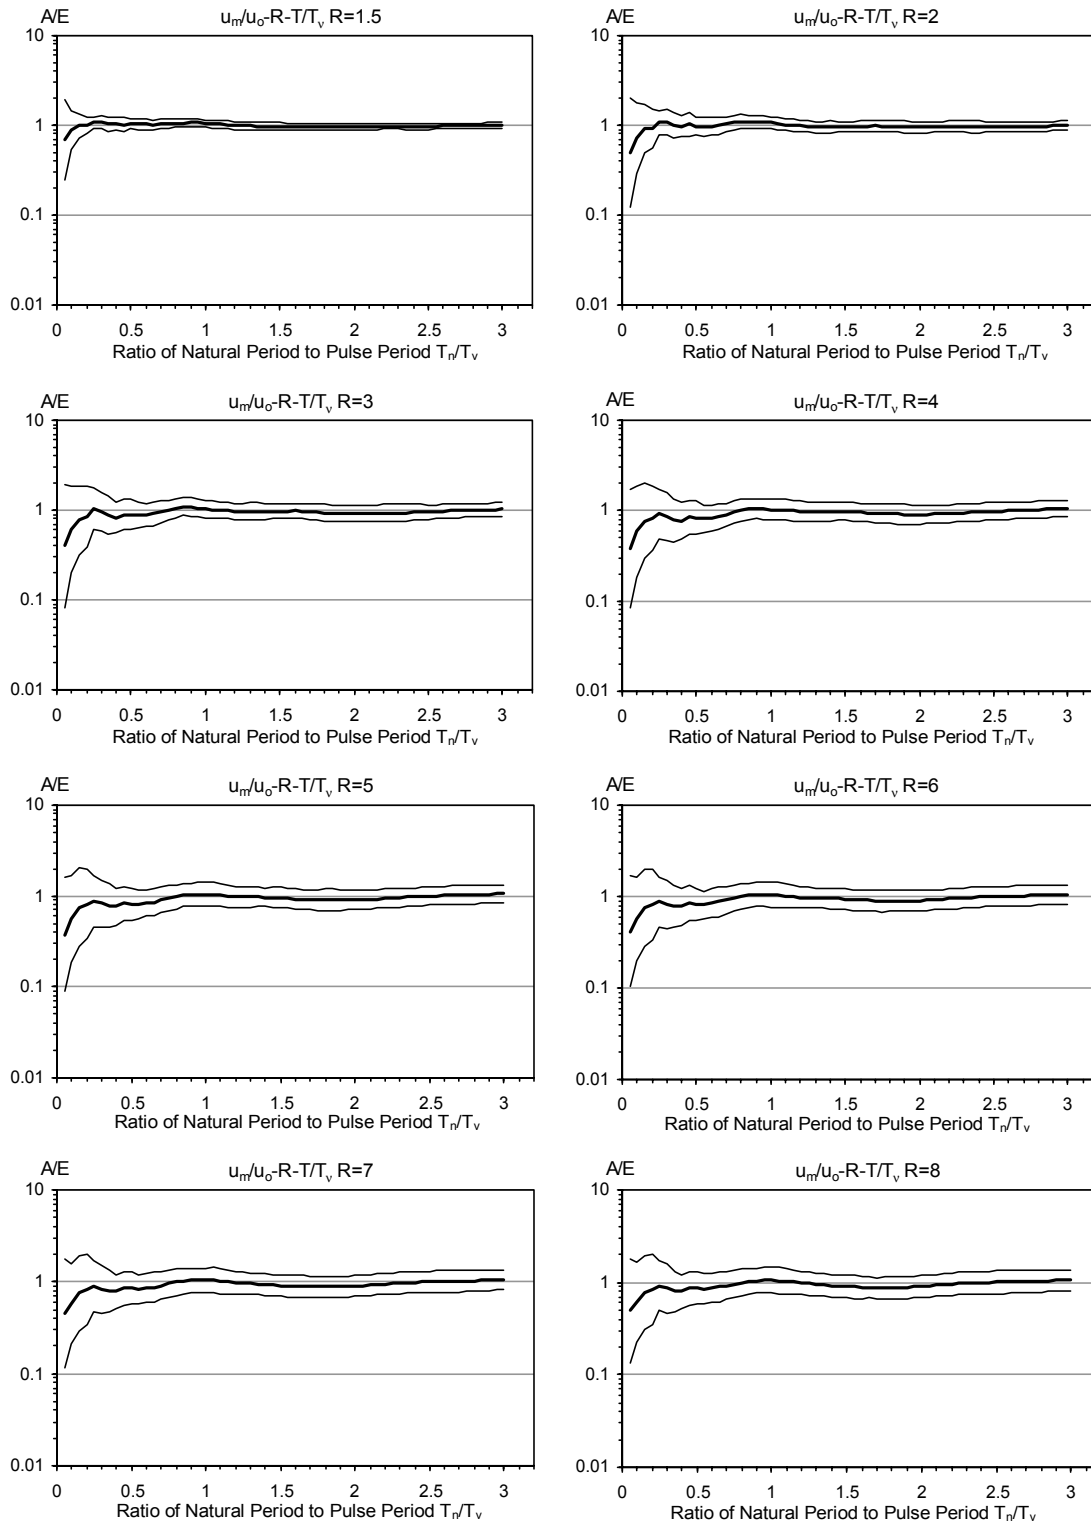 A/E
uₘ/uₒ-R-T/Tᵥ R=1.5
10
1
0.1
0.01
0 0.5 1 1.5 2 2.5 3
Ratio of Natural Period to Pulse Period Tₙ/Tᵥ
A/E
uₘ/uₒ-R-T/Tᵥ R=2
10
1
0.1
0.01
0 0.5 1 1.5 2 2.5 3
Ratio of Natural Period to Pulse Period Tₙ/Tᵥ
A/E
uₘ/uₒ-R-T/Tᵥ R=3
10
1
0.1
0.01
0 0.5 1 1.5 2 2.5 3
Ratio of Natural Period to Pulse Period Tₙ/Tᵥ
A/E
uₘ/uₒ-R-T/Tᵥ R=4
10
1
0.1
0.01
0 0.5 1 1.5 2 2.5 3
Ratio of Natural Period to Pulse Period Tₙ/Tᵥ
A/E
uₘ/uₒ-R-T/Tᵥ R=5
10
1
0.1
0.01
0 0.5 1 1.5 2 2.5 3
Ratio of Natural Period to Pulse Period Tₙ/Tᵥ
A/E
uₘ/uₒ-R-T/Tᵥ R=6
10
1
0.1
0.01
0 0.5 1 1.5 2 2.5 3
Ratio of Natural Period to Pulse Period Tₙ/Tᵥ
A/E
uₘ/uₒ-R-T/Tᵥ R=7
10
1
0.1
0.01
0 0.5 1 1.5 2 2.5 3
Ratio of Natural Period to Pulse Period Tₙ/Tᵥ
A/E
uₘ/uₒ-R-T/Tᵥ R=8
10
1
0.1
0.01
0 0.5 1 1.5 2 2.5 3
Ratio of Natural Period to Pulse Period Tₙ/Tᵥ